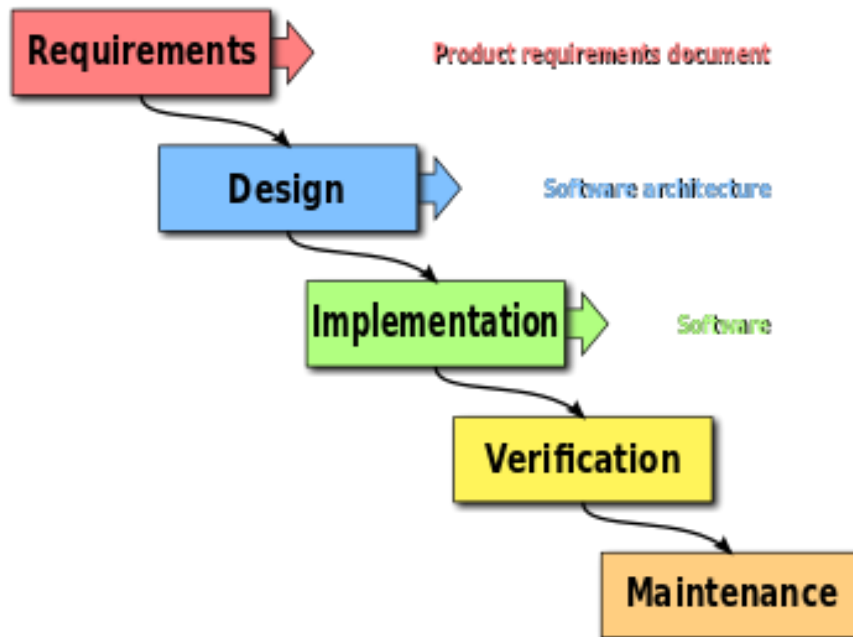 Requirements
Product requirements document
Design
Software architecture
Implementation
Software
Verification
Maintenance